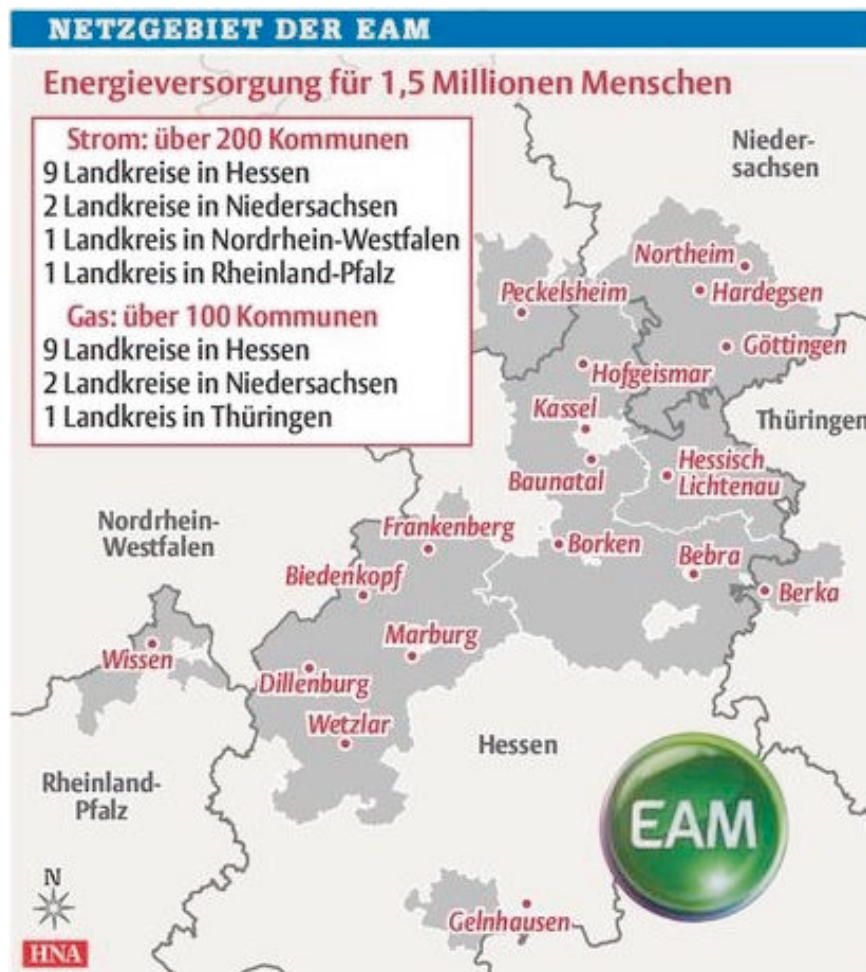 NETZGEBIET DER EAM
Energieversorgung für 1,5 Millionen Menschen
Strom: über 200 Kommunen
9 Landkreise in Hessen
2 Landkreise in Niedersachsen
1 Landkreis in Nordrhein-Westfalen
1 Landkreis in Rheinland-Pfalz
Gas: über 100 Kommunen
9 Landkreise in Hessen
2 Landkreise in Niedersachsen
1 Landkreis in Thüringen
Nieder-
sachsen
Northeim
Peckelsheim
Hardegsen
Göttingen
Hofgeismar
Kassel
Thüringen
Baunatal
Hessisch
Lichtenau
Nordrhein-
Westfalen
Frankenberg
Borken
Bebra
Biedenkopf
Berka
Marburg
Wissen
Dillenburg
Wetzlar
Hessen
Rheinland-
Pfalz
EAM
N
Gelnhausen
HNA